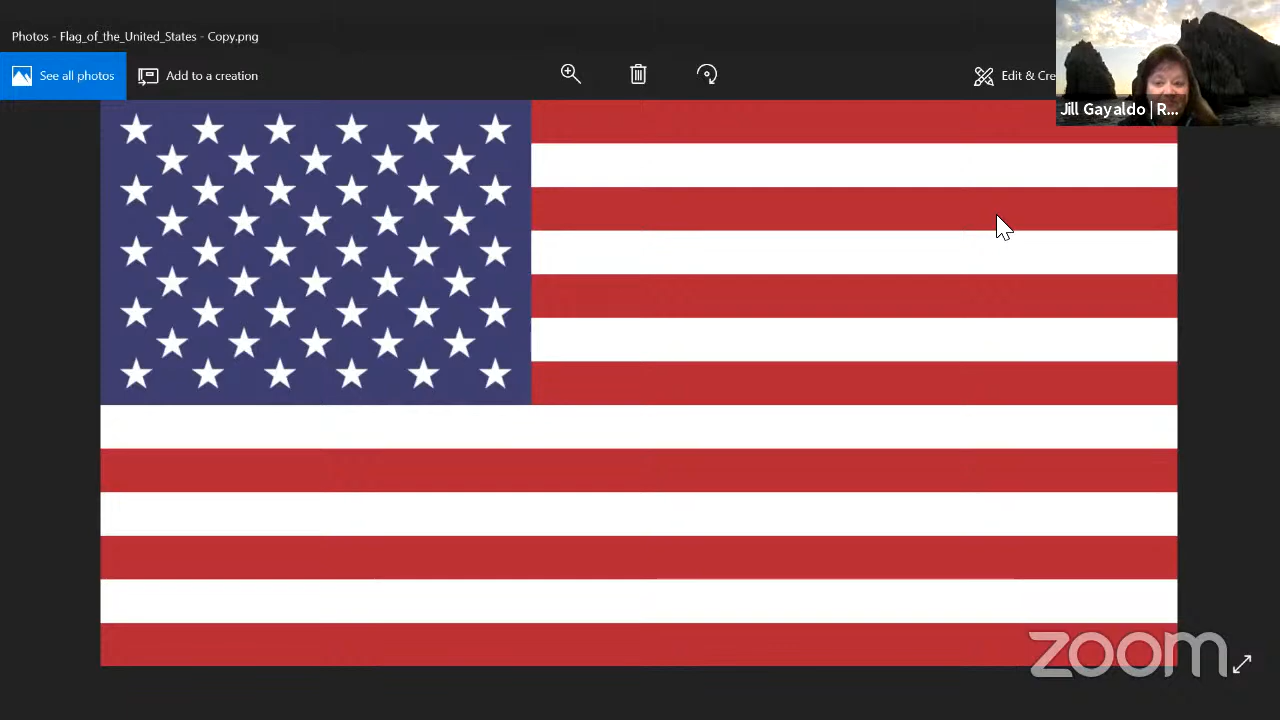 Photos - Flag_of_the_United_States - Copy.png
See all photos
Add to a creation
Edit & Cre
Jill Gayaldo | R...
zoom